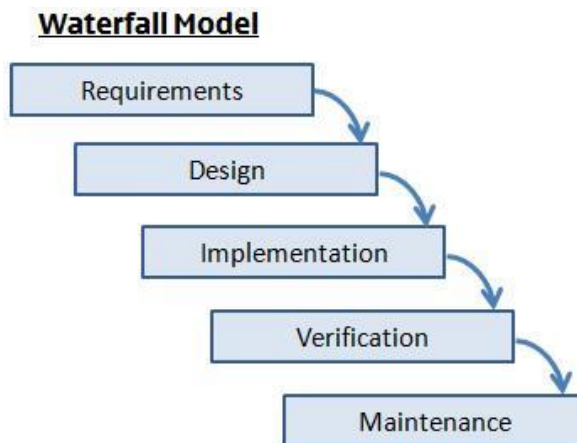 Waterfall Model
Requirements
Design
Implementation
Verification
Maintenance